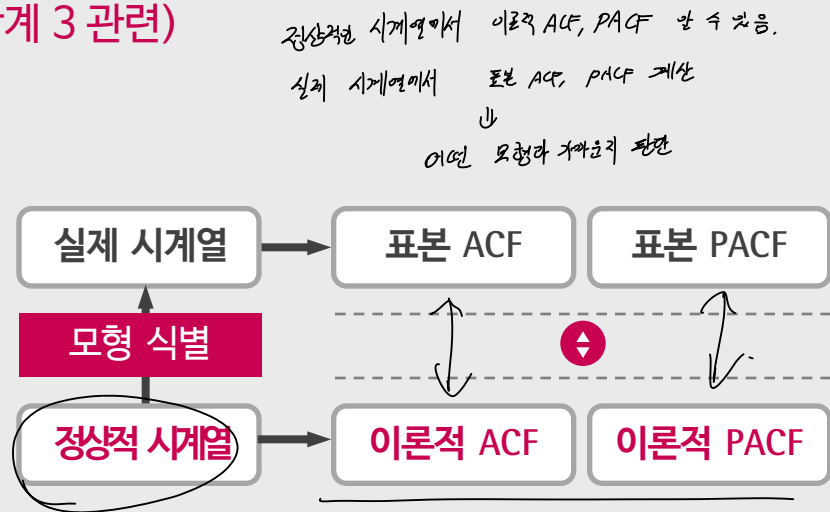 계 3 관련)
정상적인 시계열에서 이론적 ACF, PACF 알 수 있음.
실제 시계열에서 표본 ACF, PACF 계산
⇓
어떤 모형과 가까운지 판단
실제 시계열
표본 ACF
표본 PACF
모형 식별
정상적 시계열
이론적 ACF
이론적 PACF